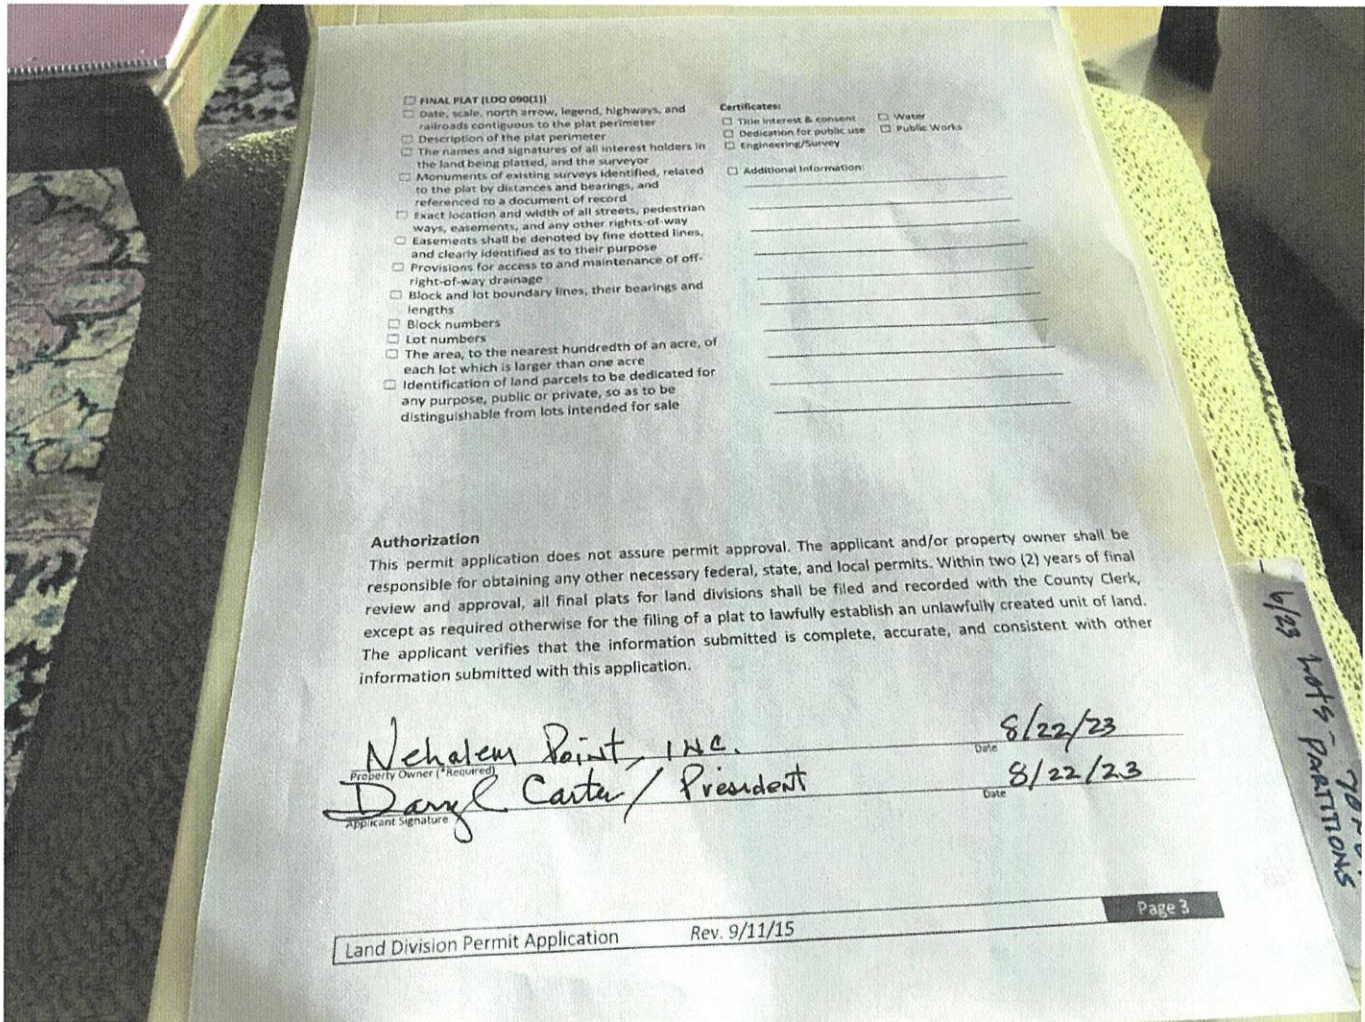 ☐ FINAL PLAT (LDO 090(1))
☐ Date, scale, north arrow, legend, highways, and
railroads contiguous to the plat perimeter
☐ Description of the plat perimeter
☐ The names and signatures of all interest holders in
the land being platted, and the surveyor
☐ Monuments of existing surveys identified, related
to the plat by distances and bearings, and
referenced to a document of record
☐ Exact location and width of all streets, pedestrian
ways, easements, and any other rights-of-way
☐ Easements shall be denoted by fine dotted lines,
and clearly identified as to their purpose
☐ Provisions for access to and maintenance of off-
right-of-way drainage
☐ Block and lot boundary lines, their bearings and
lengths
☐ Block numbers
☐ Lot numbers
☐ The area, to the nearest hundredth of an acre, of
each lot which is larger than one acre
☐ Identification of land parcels to be dedicated for
any purpose, public or private, so as to be
distinguishable from lots intended for sale
Certificates:
☐ Title interest & consent ☐ Water
☐ Dedication for public use ☐ Public Works
☐ Engineering/Survey
☐ Additional Information:
Authorization
This permit application does not assure permit approval. The applicant and/or property owner shall be
responsible for obtaining any other necessary federal, state, and local permits. Within two (2) years of final
review and approval, all final plats for land divisions shall be filed and recorded with the County Clerk,
except as required otherwise for the filing of a plat to lawfully establish an unlawfully created unit of land.
The applicant verifies that the information submitted is complete, accurate, and consistent with other
information submitted with this application.
Nehalem Point, INC. 8/22/23
Property Owner (*Required) Date
Daryl Carter / President 8/22/23
Applicant Signature Date
Land Division Permit Application Rev. 9/11/15 Page 3
6/23 Lots - PARTITIONS